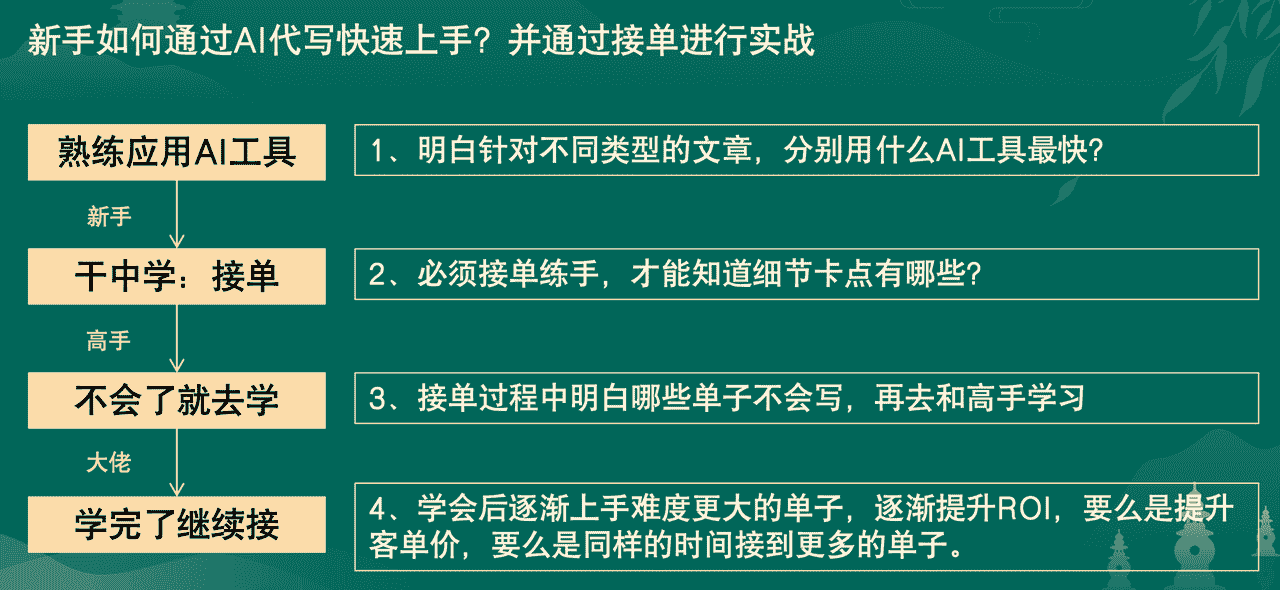 新手如何通过AI代写快速上手？并通过接单进行实战
熟练应用AI工具
1、明白针对不同类型的文章，分别用什么AI工具最快？
新手
干中学：接单
2、必须接单练手，才能知道细节卡点有哪些？
高手
不会了就去学
3、接单过程中明白哪些单子不会写，再去和高手学习
大佬
学完了继续接
4、学会后逐渐上手难度更大的单子，逐渐提升ROI，要么是提升
客单价，要么是同样的时间接到更多的单子。